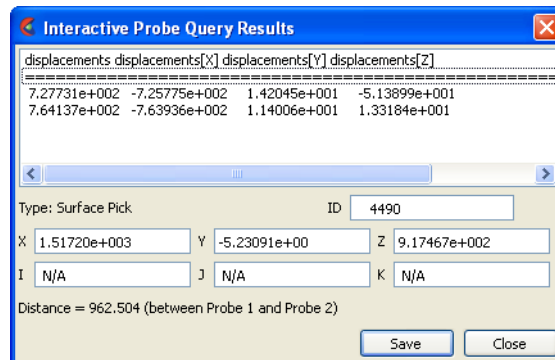 Interactive Probe Query Results
displacements displacements[X] displacements[Y] displacements[Z]
==================================================
7.27731e+002 -7.25775e+002 1.42045e+001 -5.13899e+001
7.64137e+002 -7.63936e+002 1.14006e+001 1.33184e+001
Type: Surface Pick ID 4490
X 1.51720e+003 Y -5.23091e+00 Z 9.17467e+002
I N/A J N/A K N/A
Distance = 962.504 (between Probe 1 and Probe 2)
Save Close